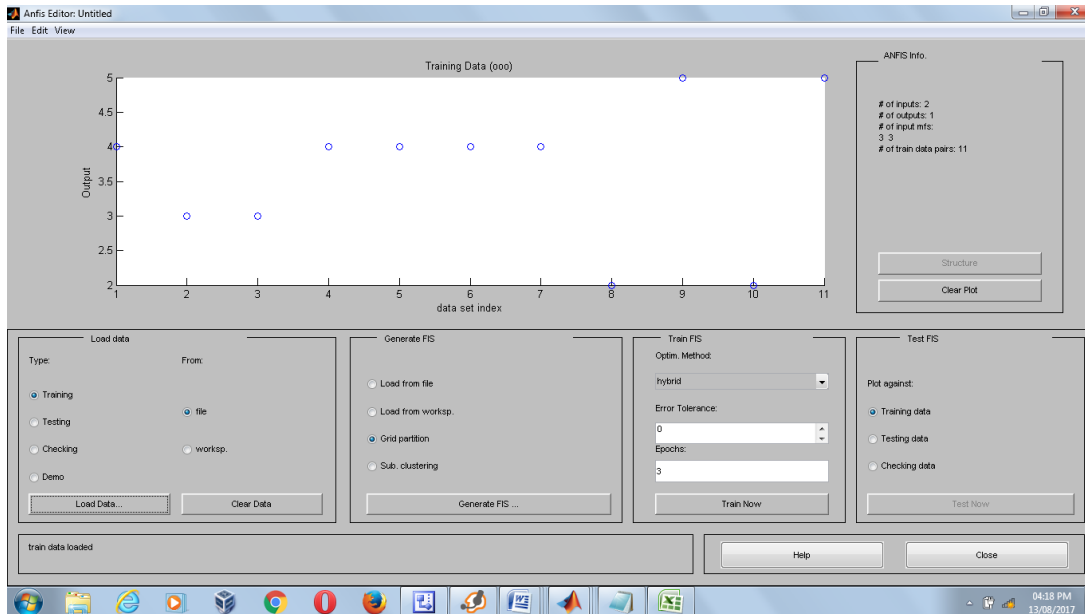 Anfis Editor: Untitled
File Edit View
Training Data (ooo)
5
4.5
4
3.5
3
2.5
2
Output
1 2 3 4 5 6 7 8 9 10 11
data set index
ANFIS Info.
# of inputs: 2
# of outputs: 1
# of input mfs:
3 3
# of train data pairs: 11
Structure
Clear Plot
Load data
Type:
From:
Training
file
Testing
Checking
worksp.
Demo
Load Data...
Clear Data
Generate FIS
Load from file
Load from worksp.
Grid partition
Sub. clustering
Generate FIS ...
Train FIS
Optim. Method:
hybrid
Error Tolerance:
0
Epochs:
3
Train Now
Test FIS
Plot against:
Training data
Testing data
Checking data
Test Now
train data loaded
Help
Close
04:18 PM
13/08/2017